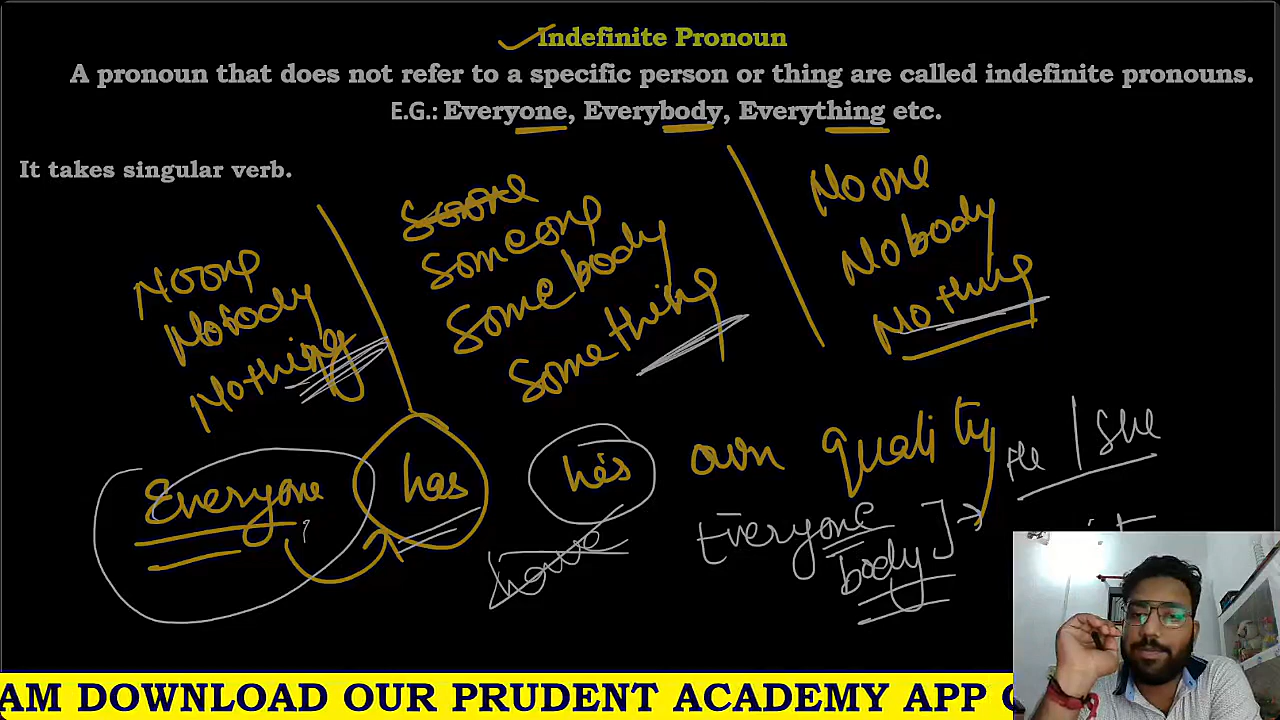 Indefinite Pronoun
A pronoun that does not refer to a specific person or thing are called indefinite pronouns.
E.G.: Everyone, Everybody, Everything etc.
It takes singular verb.
Noone
Nobody
Nothing
Someone
Somebody
Something
No one
Nobody
Nothing
Everyone has his own quality
he / she
Everyone
body
AM DOWNLOAD OUR PRUDENT ACADEMY APP